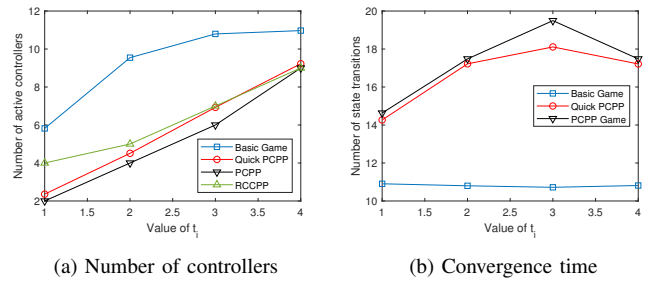 12
10
8
6
4
2
Number of active controllers
Basic Game
Quick PCPP
PCPP
RCCPP
1 1.5 2 2.5 3 3.5 4
Value of t_i
(a) Number of controllers
20
18
16
14
12
10
Number of state transitions
Basic Game
Quick PCPP
PCPP Game
1 1.5 2 2.5 3 3.5 4
Value of t_i
(b) Convergence time